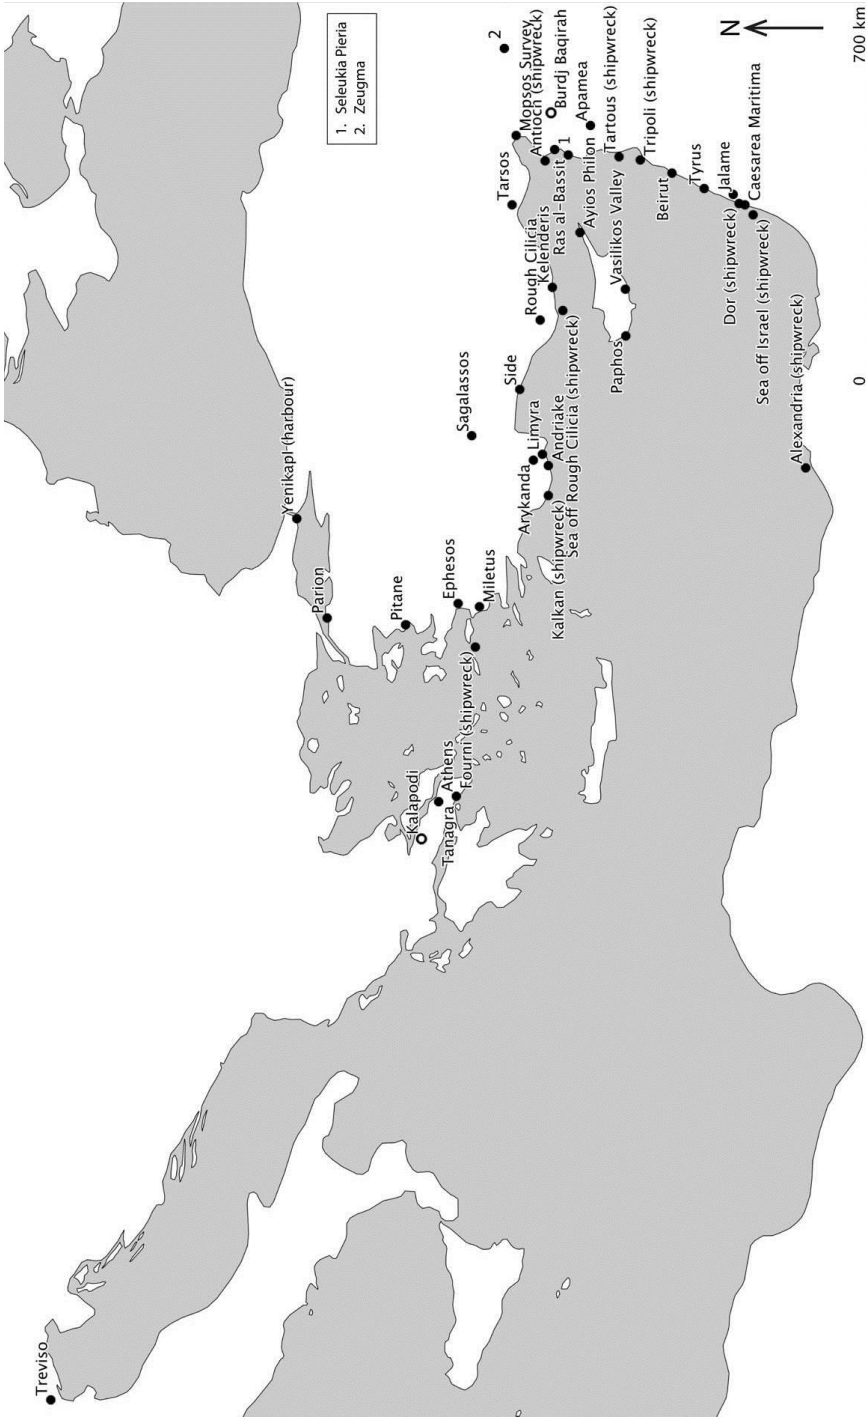 Treviso
Yenikapı (harbour)
Parion
1. Seleukia Pieria
2. Zeugma
Pitane
Kalapodi
Tanagra
Athens
Ephesos
Sagalassos
Fourni (shipwreck)
Miletus
2
Tarsos
Side
Arykanda
Limyra
Rough Cilicia
Mopsos Survey
Antioch (shipwreck)
Kelenderis
Kalkan (shipwreck)
Andriake
Ras al-Bassit
1
Burdj Baqirah
Sea off Rough Cilicia (shipwreck)
Apamea
Ayios Philon
Tartous (shipwreck)
Paphos
Vasilikos Valley
Tripoli (shipwreck)
Beirut
Tyrus
Jalame
Dor (shipwreck)
N
Caesarea Maritima
Sea off Israel (shipwreck)
Alexandria (shipwreck)
0
700 km